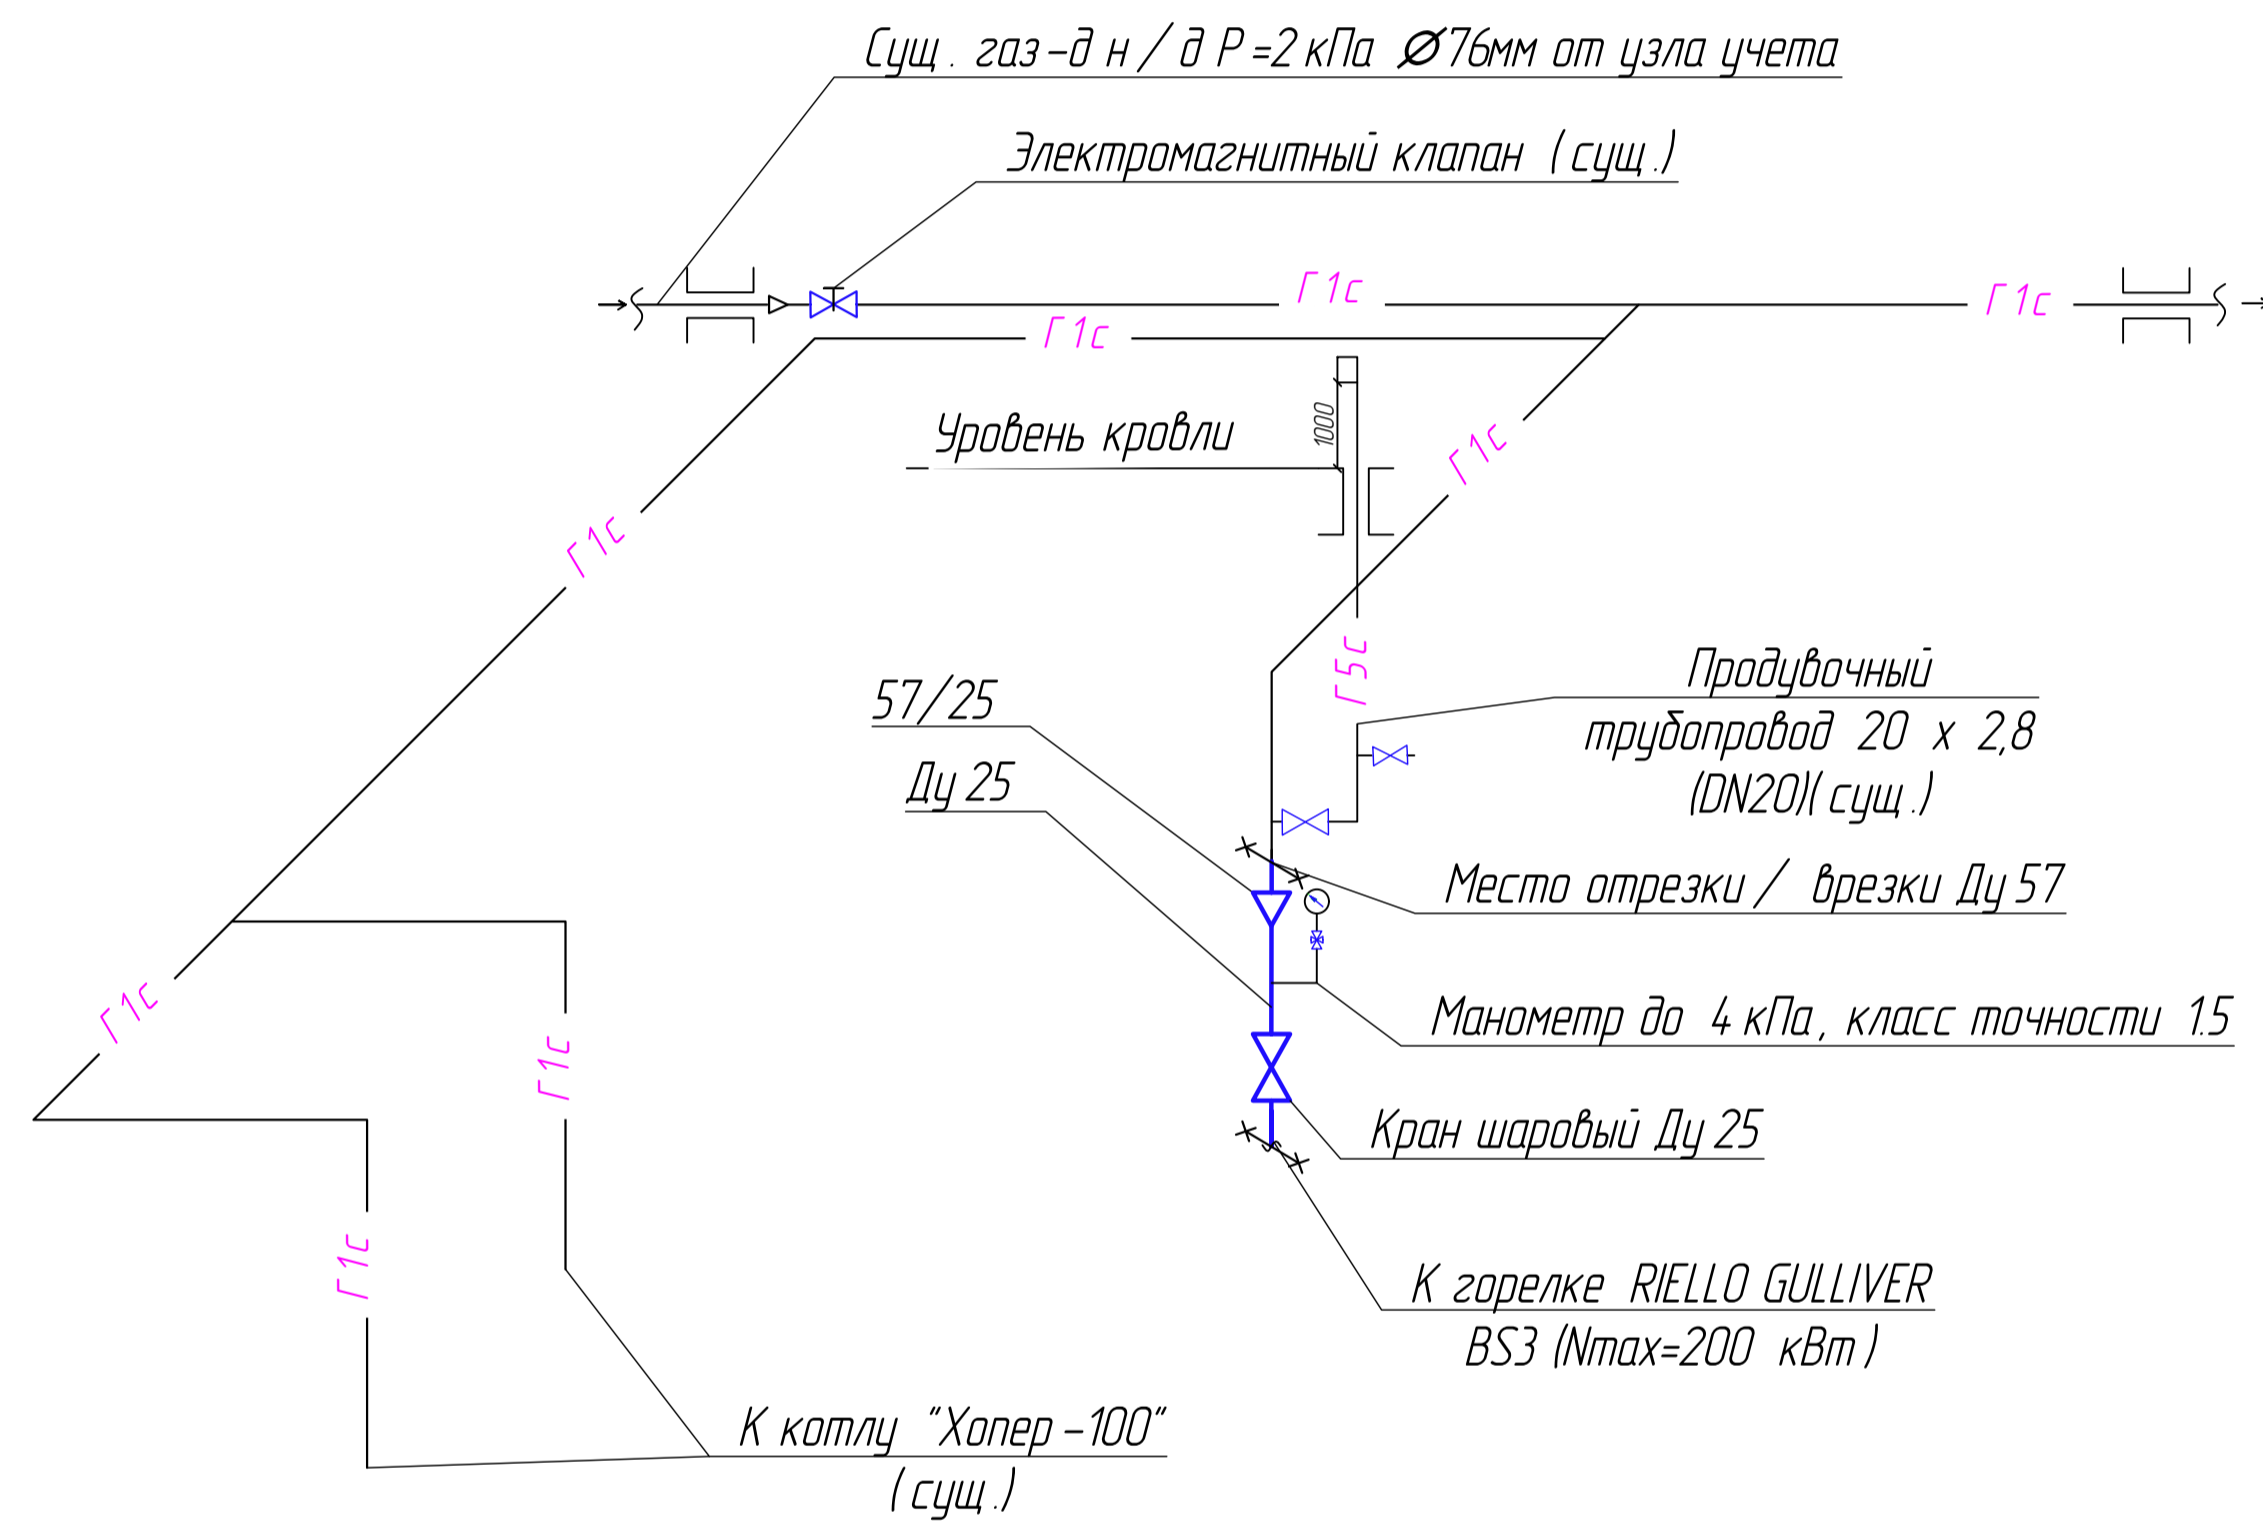 Сущ. газ-д н/д Р=2 кПа Ø76мм от узла учета
Электромагнитный клапан (сущ.)
Г1с
Г1с
Г1с
Уровень кровли
1000
Г1с
Г1с
Г5с
57/25
Ду 25
Продувочный
трубопровод 20 х 2,8
(DN20)(сущ.)
Место отрезки/ врезки Ду 57
Г1с
Манометр до 4 кПа, класс точности 1.5
Г1с
Кран шаровый Ду 25
Г1с
К горелке RIELLO GULLIVER
BS3 (Nmax=200 кВт)
К котлу "Хопер-100"
(сущ.)